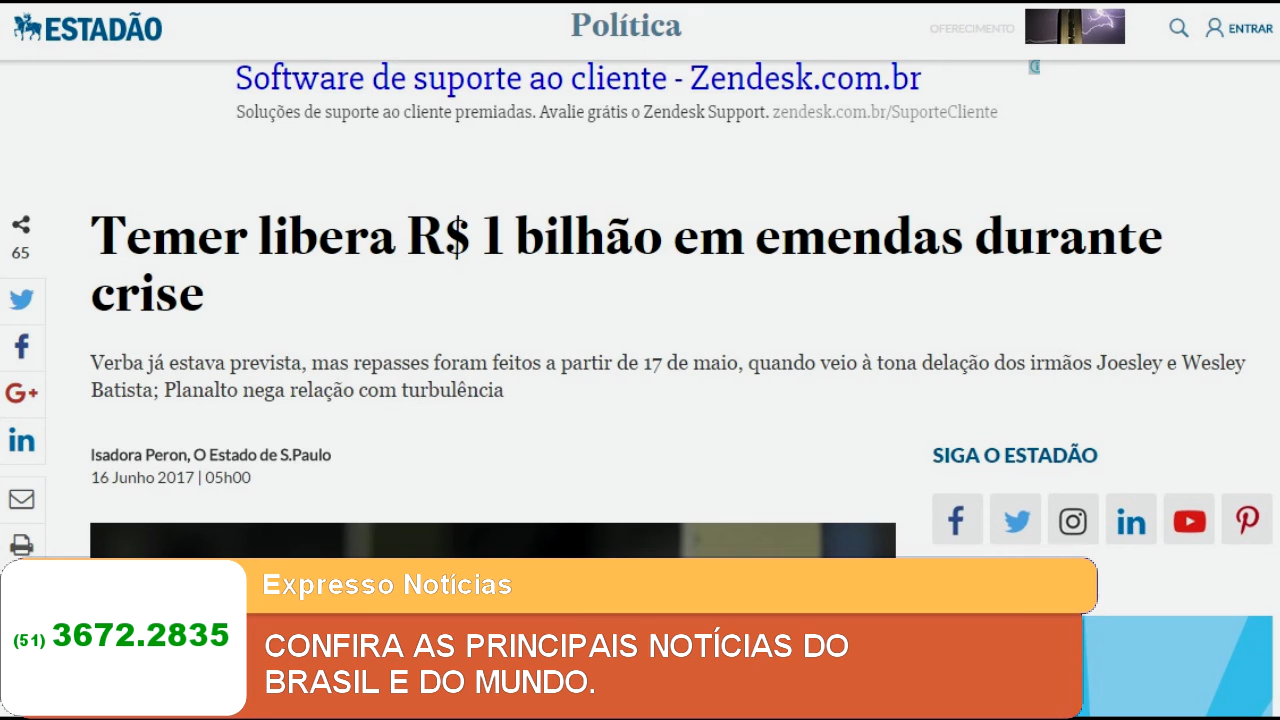 ESTADÃO
Política
OFERECIMENTO
ENTRAR
Software de suporte ao cliente - Zendesk.com.br
Soluções de suporte ao cliente premiadas. Avalie grátis o Zendesk Support. zendesk.com.br/SuporteCliente
65
Temer libera R$ 1 bilhão em emendas durante
crise
Verba já estava prevista, mas repasses foram feitos a partir de 17 de maio, quando veio à tona delação dos irmãos Joesley e Wesley
Batista; Planalto nega relação com turbulência
Isadora Peron, O Estado de S.Paulo
16 Junho 2017 | 05h00
SIGA O ESTADÃO
Expresso Notícias
(51) 3672.2835
CONFIRA AS PRINCIPAIS NOTÍCIAS DO
BRASIL E DO MUNDO.